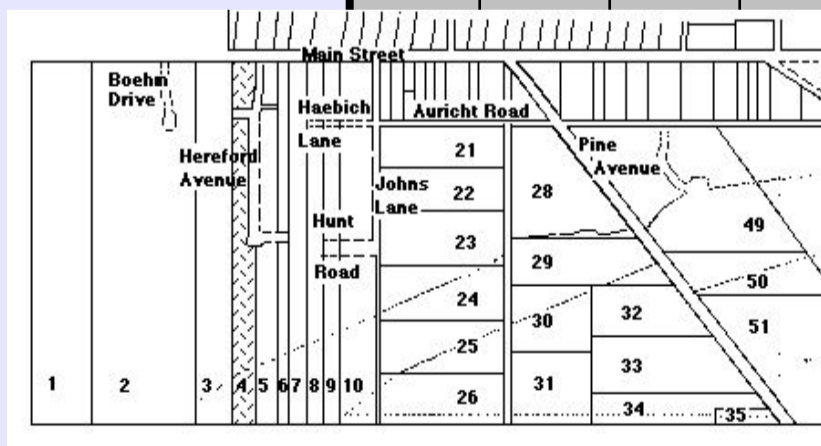 Main Street
Boehm
Drive
Haebich
Lane
Auricht Road
Hereford
Avenue
Johns
Lane
Pine
Avenue
Hunt
Road
21
22
23
24
25
26
28
29
30
31
32
33
34
35
49
50
51
1
2
3
4
5
6
7
8
9
10